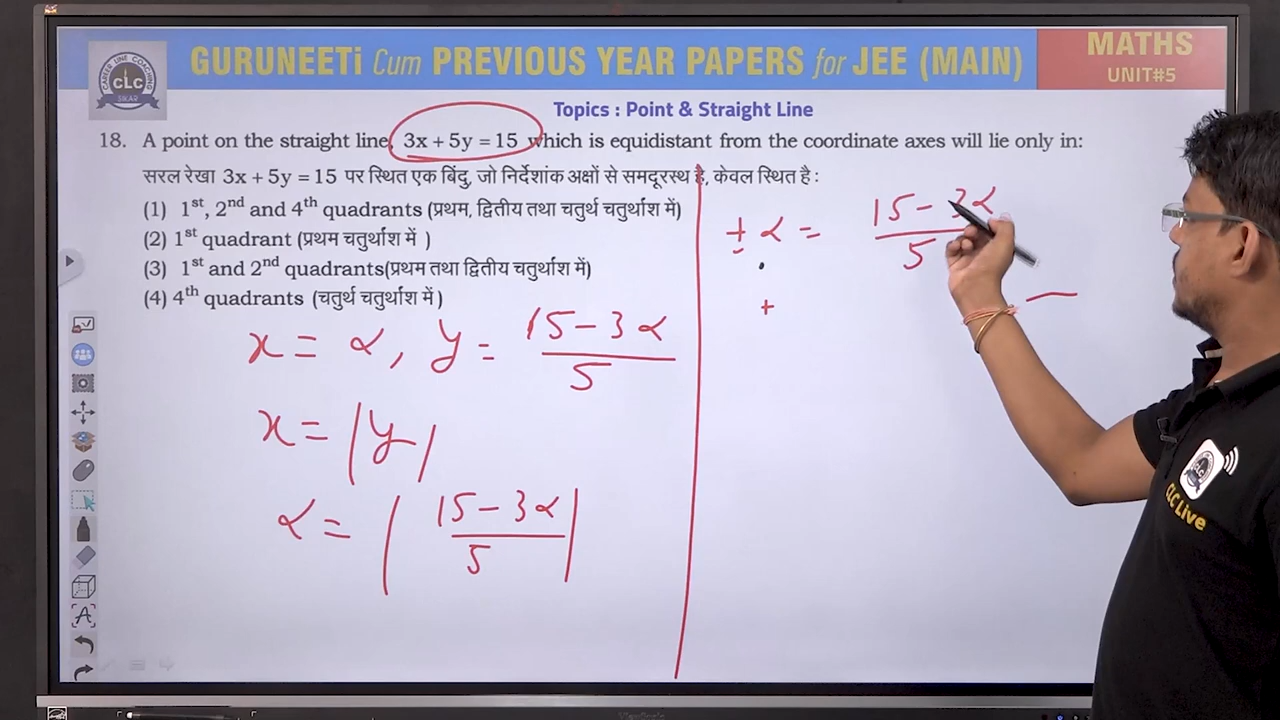 GURUNEETi Cum PREVIOUS YEAR PAPERS for JEE (MAIN)
MATHS
UNIT#5
CLC
SIKAR
Topics : Point & Straight Line
18. A point on the straight line, 3x + 5y = 15 which is equidistant from the coordinate axes will lie only in:
सरल रेखा 3x + 5y = 15 पर स्थित एक बिंदु, जो निर्देशांक अक्षों से समदूरस्थ है, केवल स्थित है :
(1) 1st, 2nd and 4th quadrants (प्रथम, द्वितीय तथा चतुर्थ चतुर्थांश में)
(2) 1st quadrant (प्रथम चतुर्थांश में )
(3) 1st and 2nd quadrants(प्रथम तथा द्वितीय चतुर्थांश में)
(4) 4th quadrants (चतुर्थ चतुर्थांश में )
x = α, y = 15 - 3α / 5
x = |y|
α = | 15 - 3α / 5 |
± α = 15 - 3α / 5
+ —
CLC Live